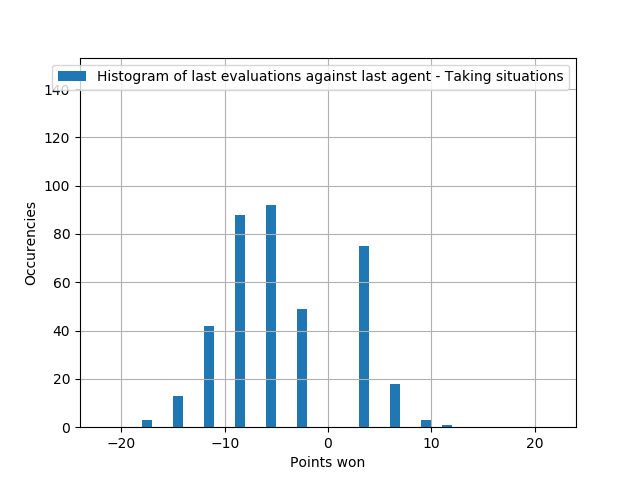 Histogram of last evaluations against last agent - Taking situations
140
120
100
80
60
40
20
0
Occurencies
−20 −10 0 10 20
Points won